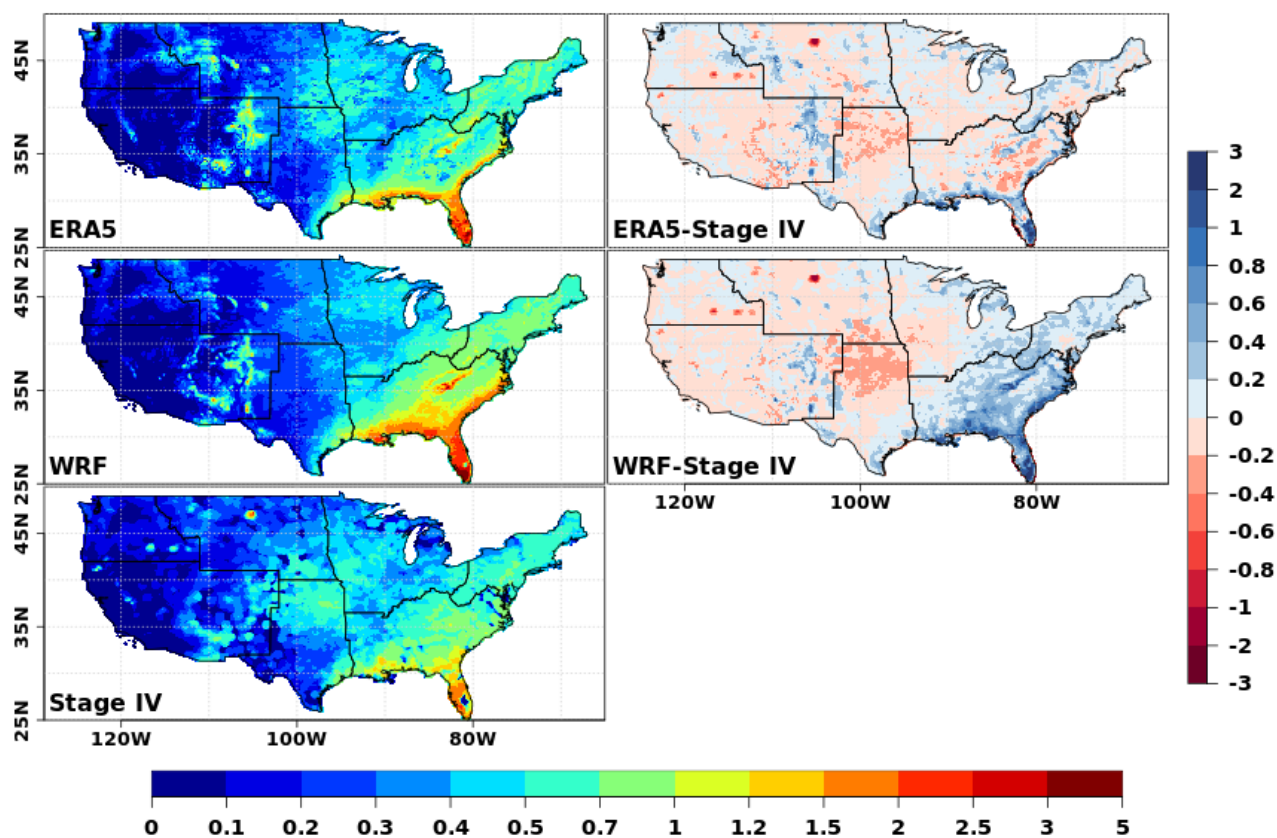 45N
35N
25N
ERA5
ERA5-Stage IV
45N
35N
25N
WRF
WRF-Stage IV
120W 100W 80W
45N
35N
25N
Stage IV
120W 100W 80W
3
2
1
0.8
0.6
0.4
0.2
0
-0.2
-0.4
-0.6
-0.8
-1
-2
-3
0 0.1 0.2 0.3 0.4 0.5 0.7 1 1.2 1.5 2 2.5 3 5